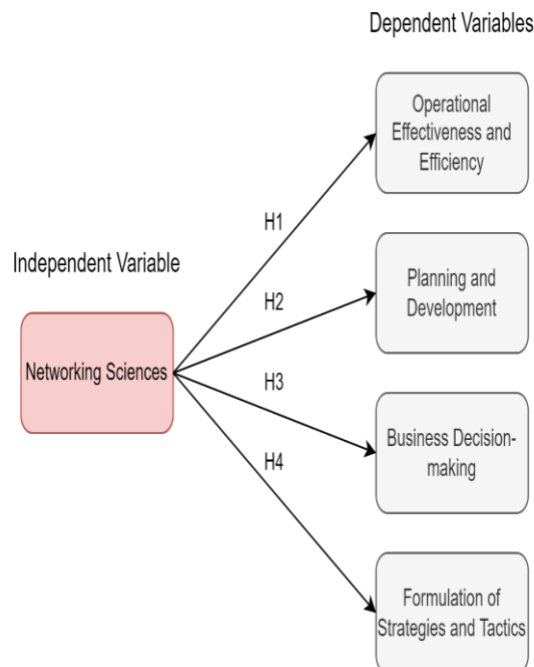 Dependent Variables
Operational
Effectiveness and
Efficiency
H1
Independent Variable
Planning and
Development
H2
Networking Sciences
H3
Business Decision-
making
H4
Formulation of
Strategies and Tactics